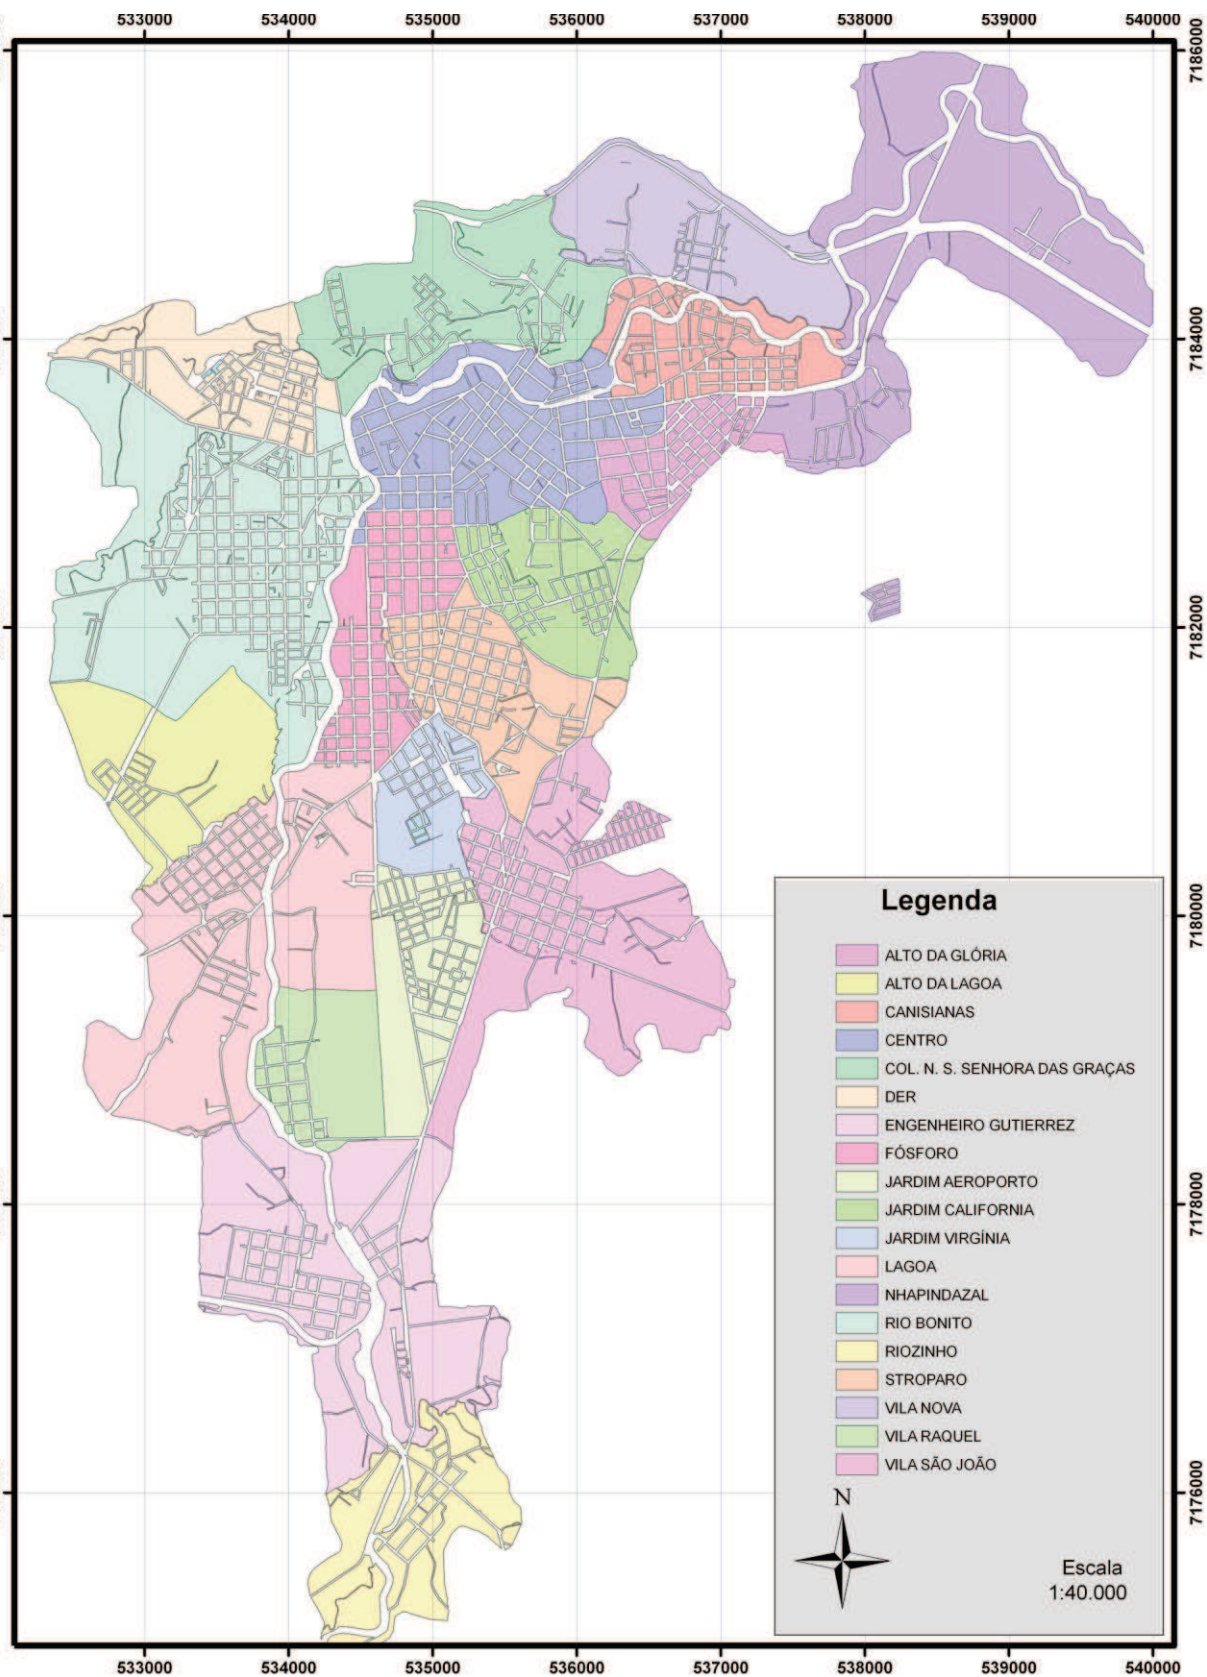 533000 534000 535000 536000 537000 538000 539000 540000
7186000
7184000
7182000
7180000
7178000
7176000
Legenda
ALTO DA GLÓRIA
ALTO DA LAGOA
CANISIANAS
CENTRO
COL. N. S. SENHORA DAS GRAÇAS
DER
ENGENHEIRO GUTIERREZ
FÓSFORO
JARDIM AEROPORTO
JARDIM CALIFORNIA
JARDIM VIRGÍNIA
LAGOA
NHAPINDAZAL
RIO BONITO
RIOZINHO
STROPARO
VILA NOVA
VILA RAQUEL
VILA SÃO JOÃO
N
Escala
1:40.000
533000 534000 535000 536000 537000 538000 539000 540000